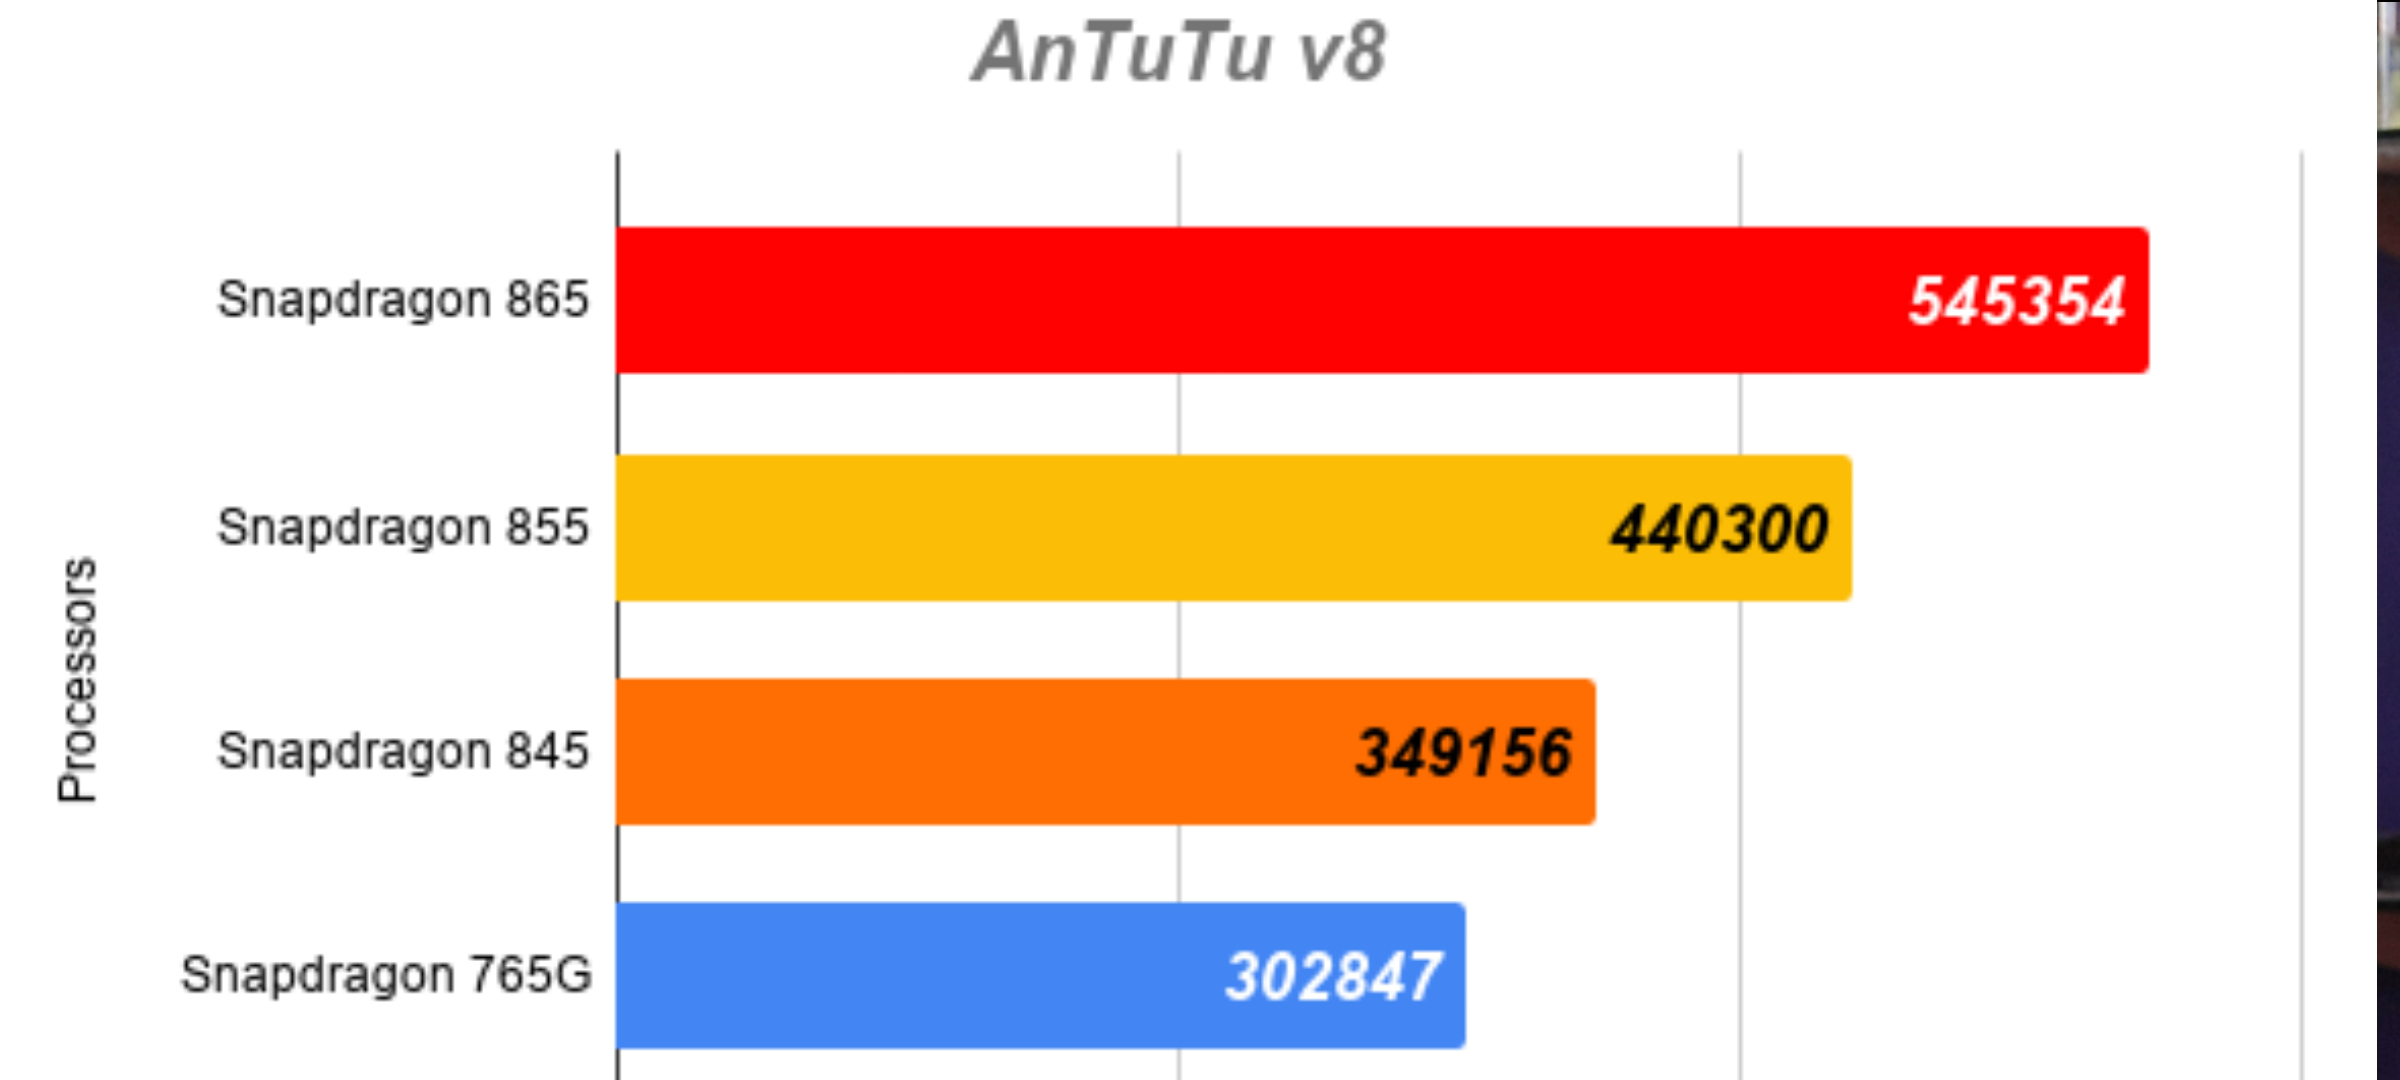 AnTuTu v8
Processors
Snapdragon 865
545354
Snapdragon 855
440300
Snapdragon 845
349156
Snapdragon 765G
302847